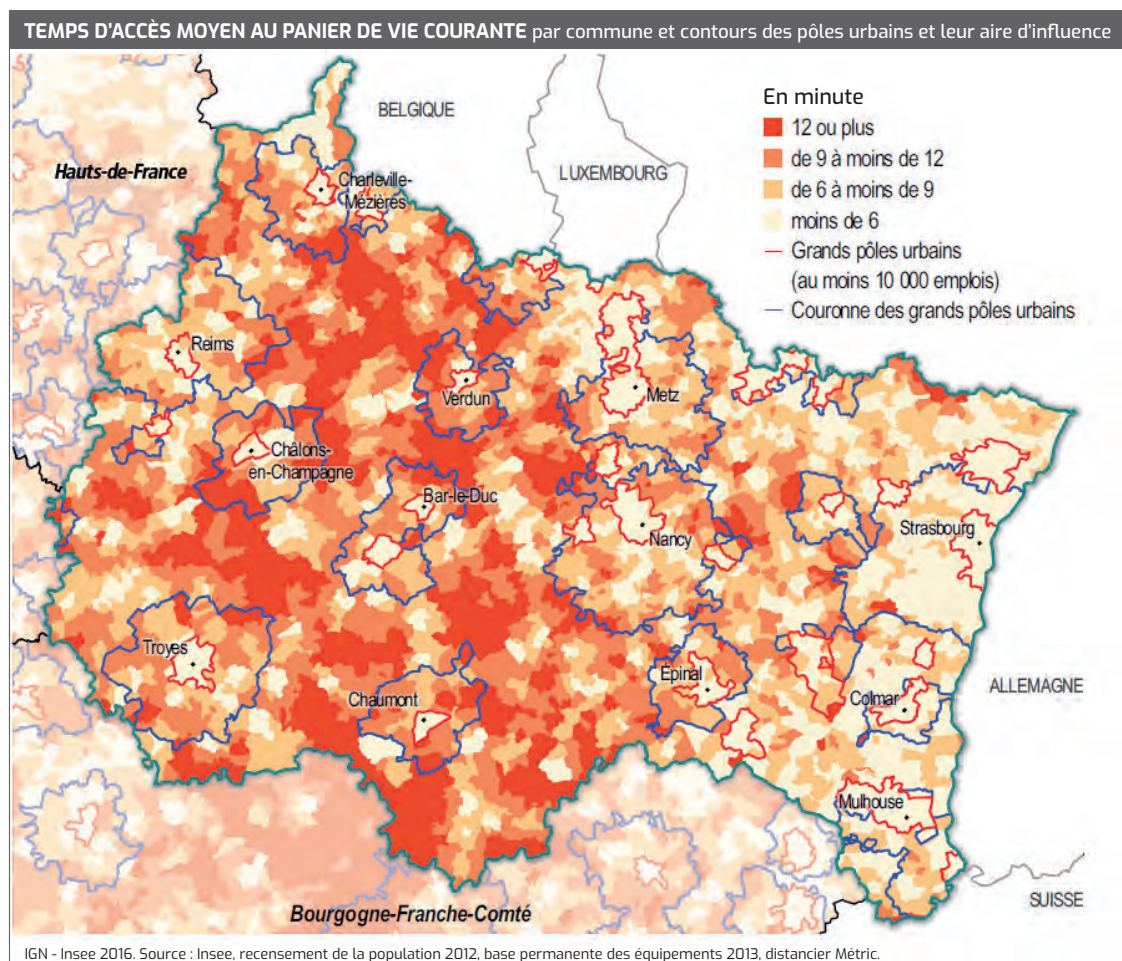 TEMPS D'ACCÈS MOYEN AU PANIER DE VIE COURANTE par commune et contours des pôles urbains et leur aire d'influence
En minute
12 ou plus
de 9 à moins de 12
de 6 à moins de 9
moins de 6
Grands pôles urbains
(au moins 10 000 emplois)
Couronne des grands pôles urbains
BELGIQUE
LUXEMBOURG
Hauts-de-France
Charleville-
Mézières
Reims
Verdun
Metz
Châlons-
en-Champagne
Bar-le-Duc
Nancy
Strasbourg
Troyes
Épinal
Chaumont
Colmar
ALLEMAGNE
Mulhouse
SUISSE
Bourgogne-Franche-Comté
IGN - Insee 2016. Source : Insee, recensement de la population 2012, base permanente des équipements 2013, distancier Métric.